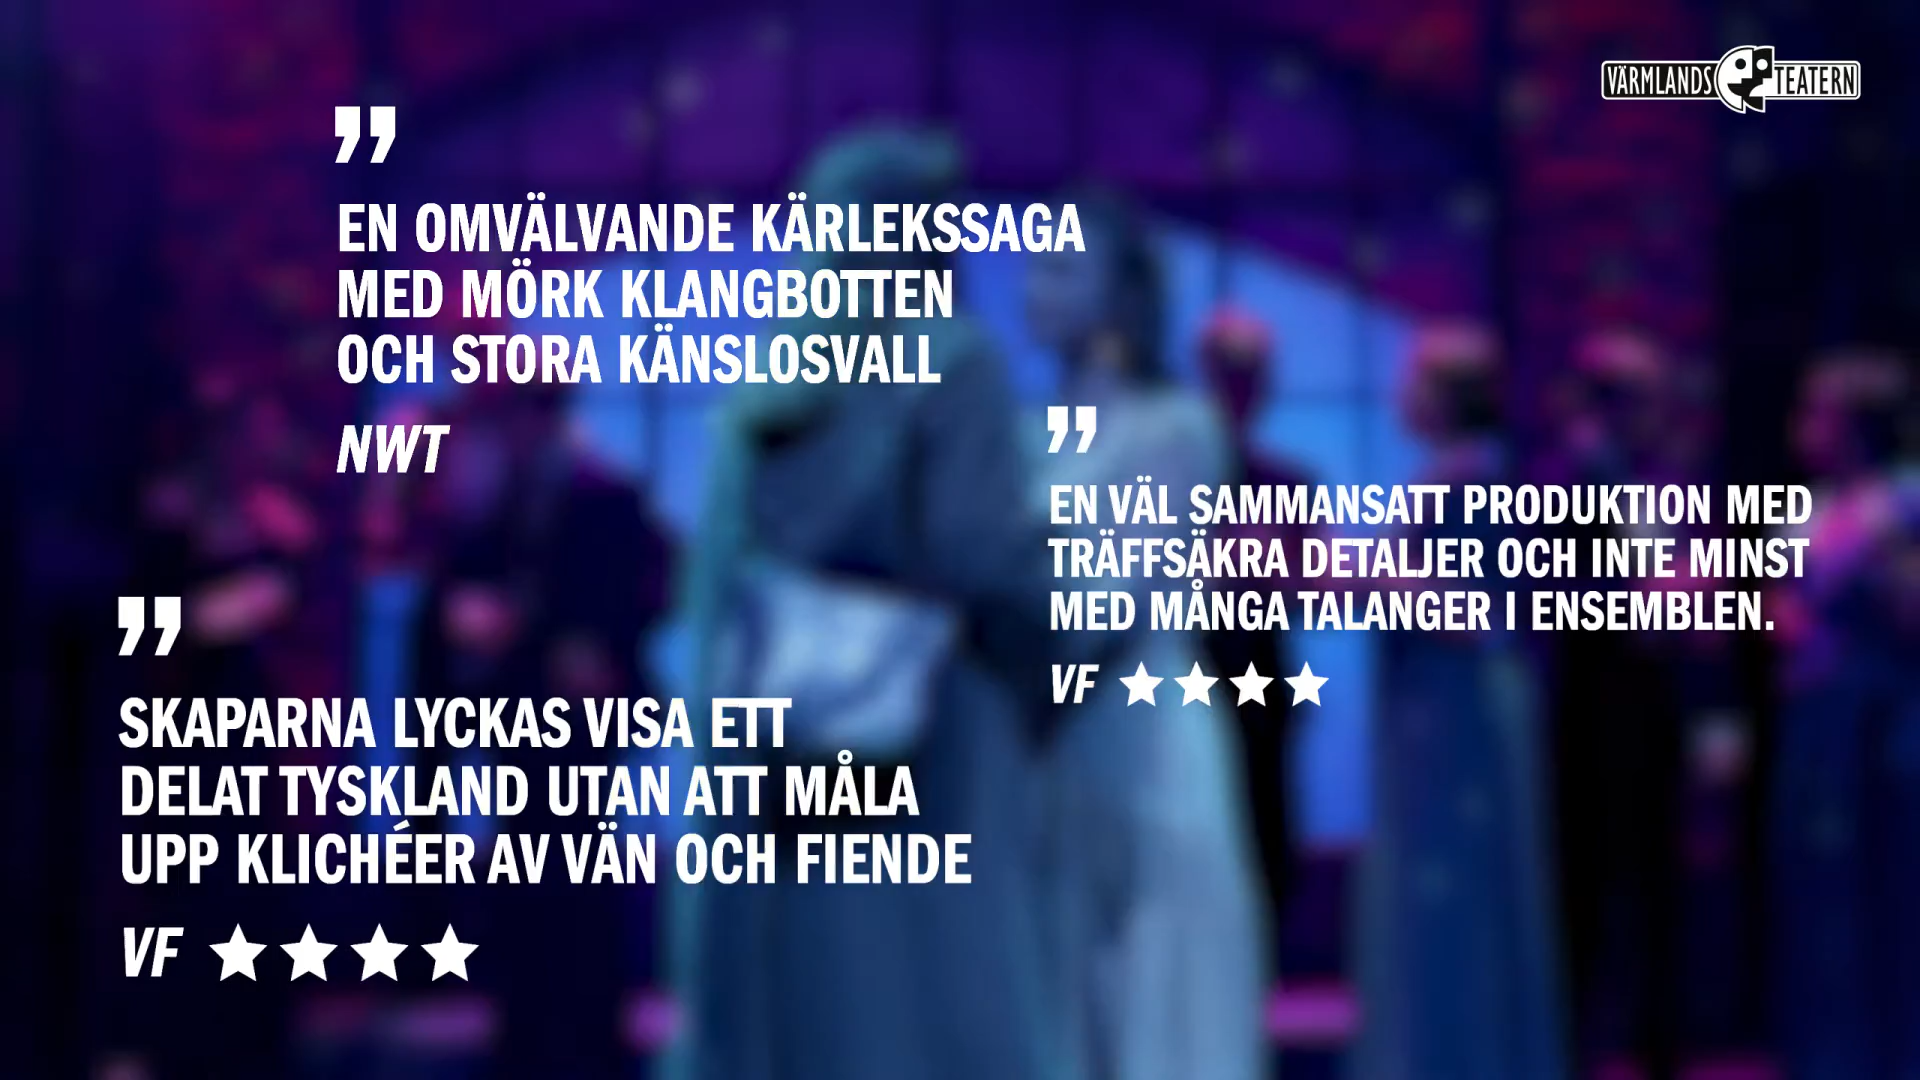 VÄRMLANDS TEATERN
”
EN OMVÄLVANDE KÄRLEKSSAGA
MED MÖRK KLANGBOTTEN
OCH STORA KÄNSLOSVALL
NWT
”
EN VÄL SAMMANSATT PRODUKTION MED
TRÄFFSÄKRA DETALJER OCH INTE MINST
MED MÅNGA TALANGER I ENSEMBLEN.
VF ★★★★
”
SKAPARNA LYCKAS VISA ETT
DELAT TYSKLAND UTAN ATT MÅLA
UPP KLICHÉER AV VÄN OCH FIENDE
VF ★★★★